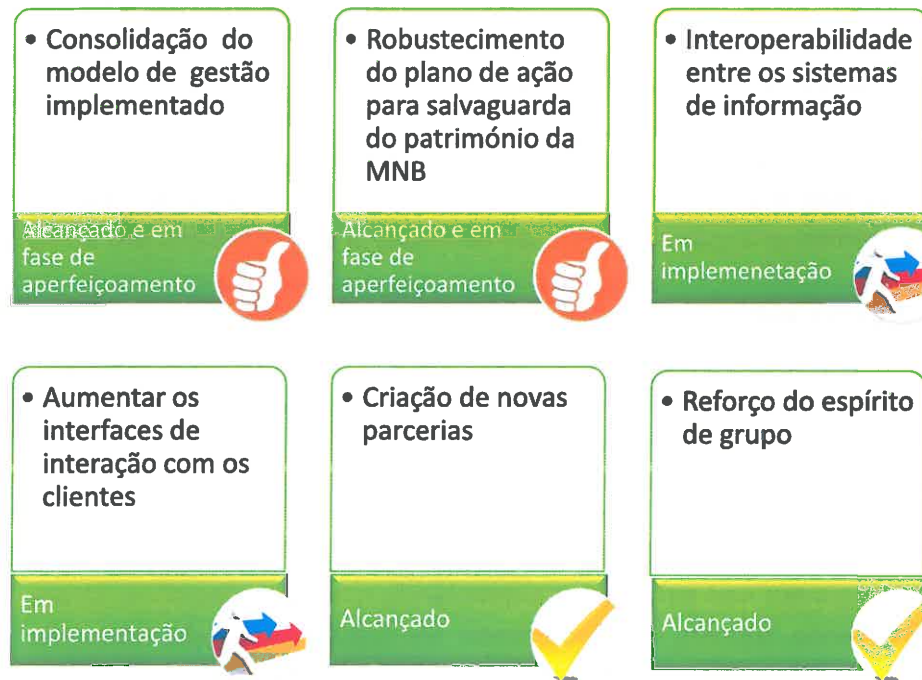 • Consolidação do
modelo de gestão
implementado
Alcançado e em
fase de
aperfeiçoamento
• Robustecimento
do plano de ação
para salvaguarda
do património da
MNB
Alcançado e em
fase de
aperfeiçoamento
• Interoperabilidade
entre os sistemas
de informação
Em
implemenetação
• Aumentar os
interfaces de
interação com os
clientes
Em
implementação
• Criação de novas
parcerias
Alcançado
• Reforço do espírito
de grupo
Alcançado